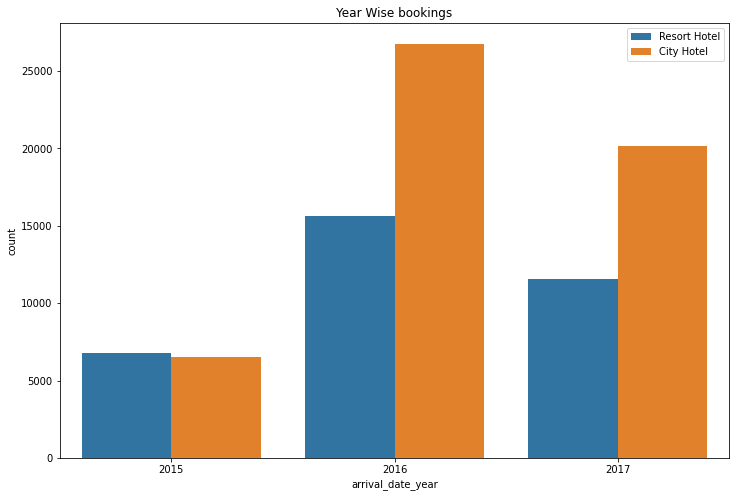 Year Wise bookings
Resort Hotel
City Hotel
25000
20000
15000
10000
5000
0
count
2015 2016 2017
arrival_date_year